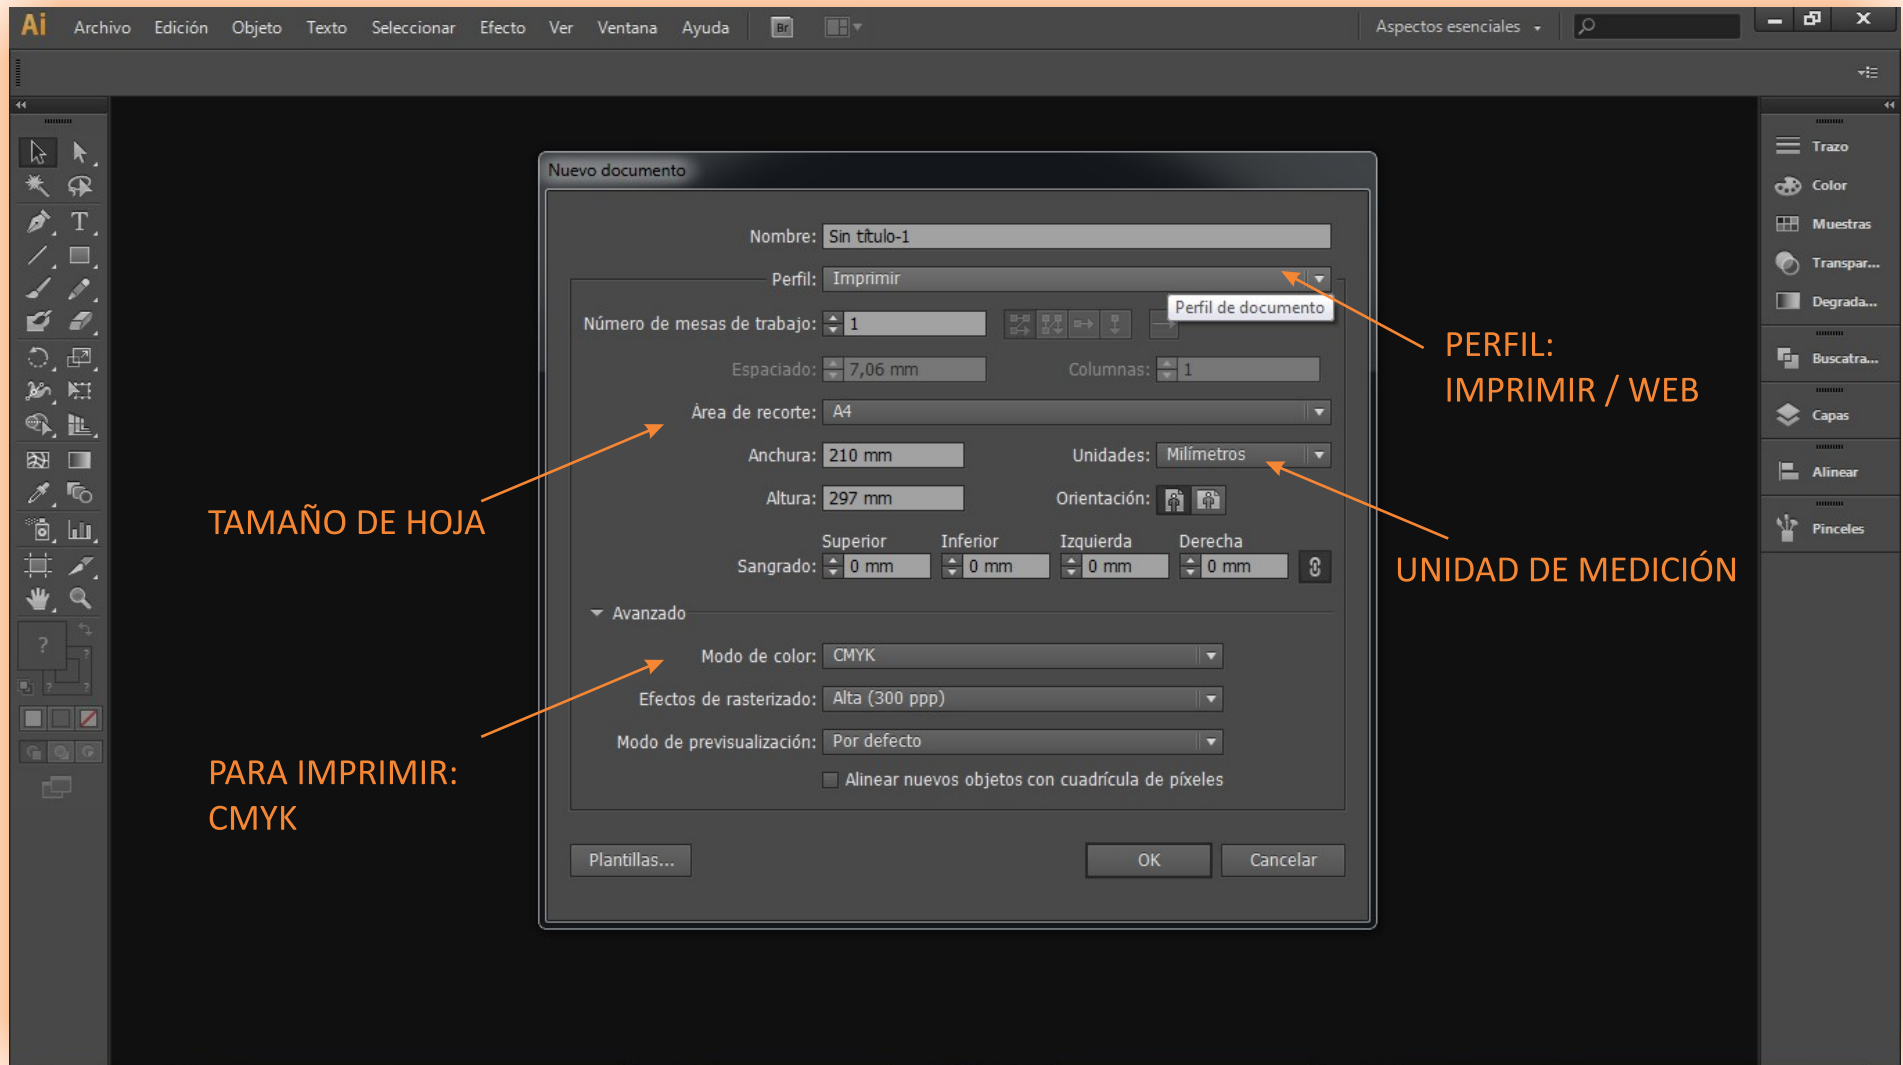 Ai Archivo Edición Objeto Texto Seleccionar Efecto Ver Ventana Ayuda Br Aspectos esenciales
Nuevo documento
Nombre: Sin título-1
Perfil: Imprimir
Perfil de documento
Número de mesas de trabajo: 1
Espaciado: 7,06 mm Columnas: 1
Área de recorte: A4
Anchura: 210 mm Unidades: Milímetros
Altura: 297 mm Orientación:
Superior Inferior Izquierda Derecha
Sangrado: 0 mm 0 mm 0 mm 0 mm
Avanzado
Modo de color: CMYK
Efectos de rasterizado: Alta (300 ppp)
Modo de previsualización: Por defecto
Alinear nuevos objetos con cuadrícula de píxeles
Plantillas... OK Cancelar
TAMAÑO DE HOJA
PARA IMPRIMIR:
CMYK
PERFIL:
IMPRIMIR / WEB
UNIDAD DE MEDICIÓN
Trazo
Color
Muestras
Transpar...
Degrada...
Buscatra...
Capas
Alinear
Pinceles
T
?
?
? ?